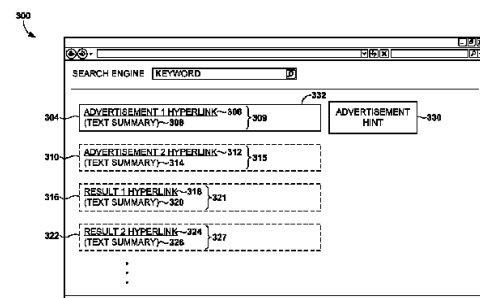 300
SEARCH ENGINE KEYWORD
332
304 ADVERTISEMENT 1 HYPERLINK 306
(TEXT SUMMARY) 308 309
ADVERTISEMENT HINT 330
310 ADVERTISEMENT 2 HYPERLINK 312
(TEXT SUMMARY) 314 315
316 RESULT 1 HYPERLINK 318
(TEXT SUMMARY) 320 321
322 RESULT 2 HYPERLINK 324
(TEXT SUMMARY) 326 327